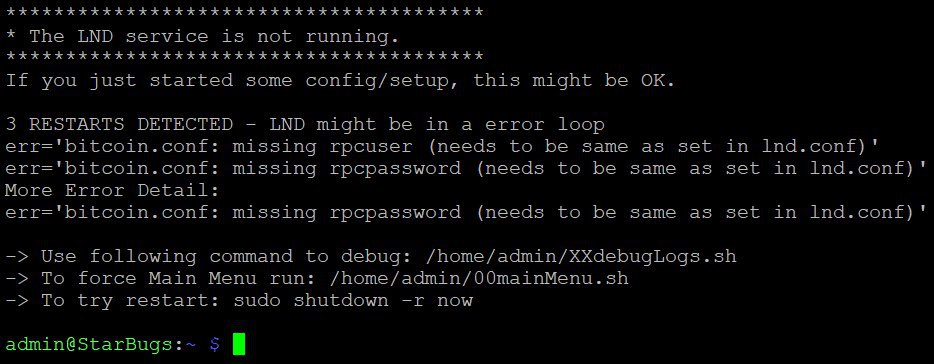 *****************************************
* The LND service is not running.
*****************************************
If you just started some config/setup, this might be OK.
3 RESTARTS DETECTED - LND might be in a error loop
err='bitcoin.conf: missing rpcuser (needs to be same as set in lnd.conf)'
err='bitcoin.conf: missing rpcpassword (needs to be same as set in lnd.conf)'
More Error Detail:
err='bitcoin.conf: missing rpcpassword (needs to be same as set in lnd.conf)'
-> Use following command to debug: /home/admin/XXdebugLogs.sh
-> To force Main Menu run: /home/admin/00mainMenu.sh
-> To try restart: sudo shutdown -r now
admin@StarBugs:~ $